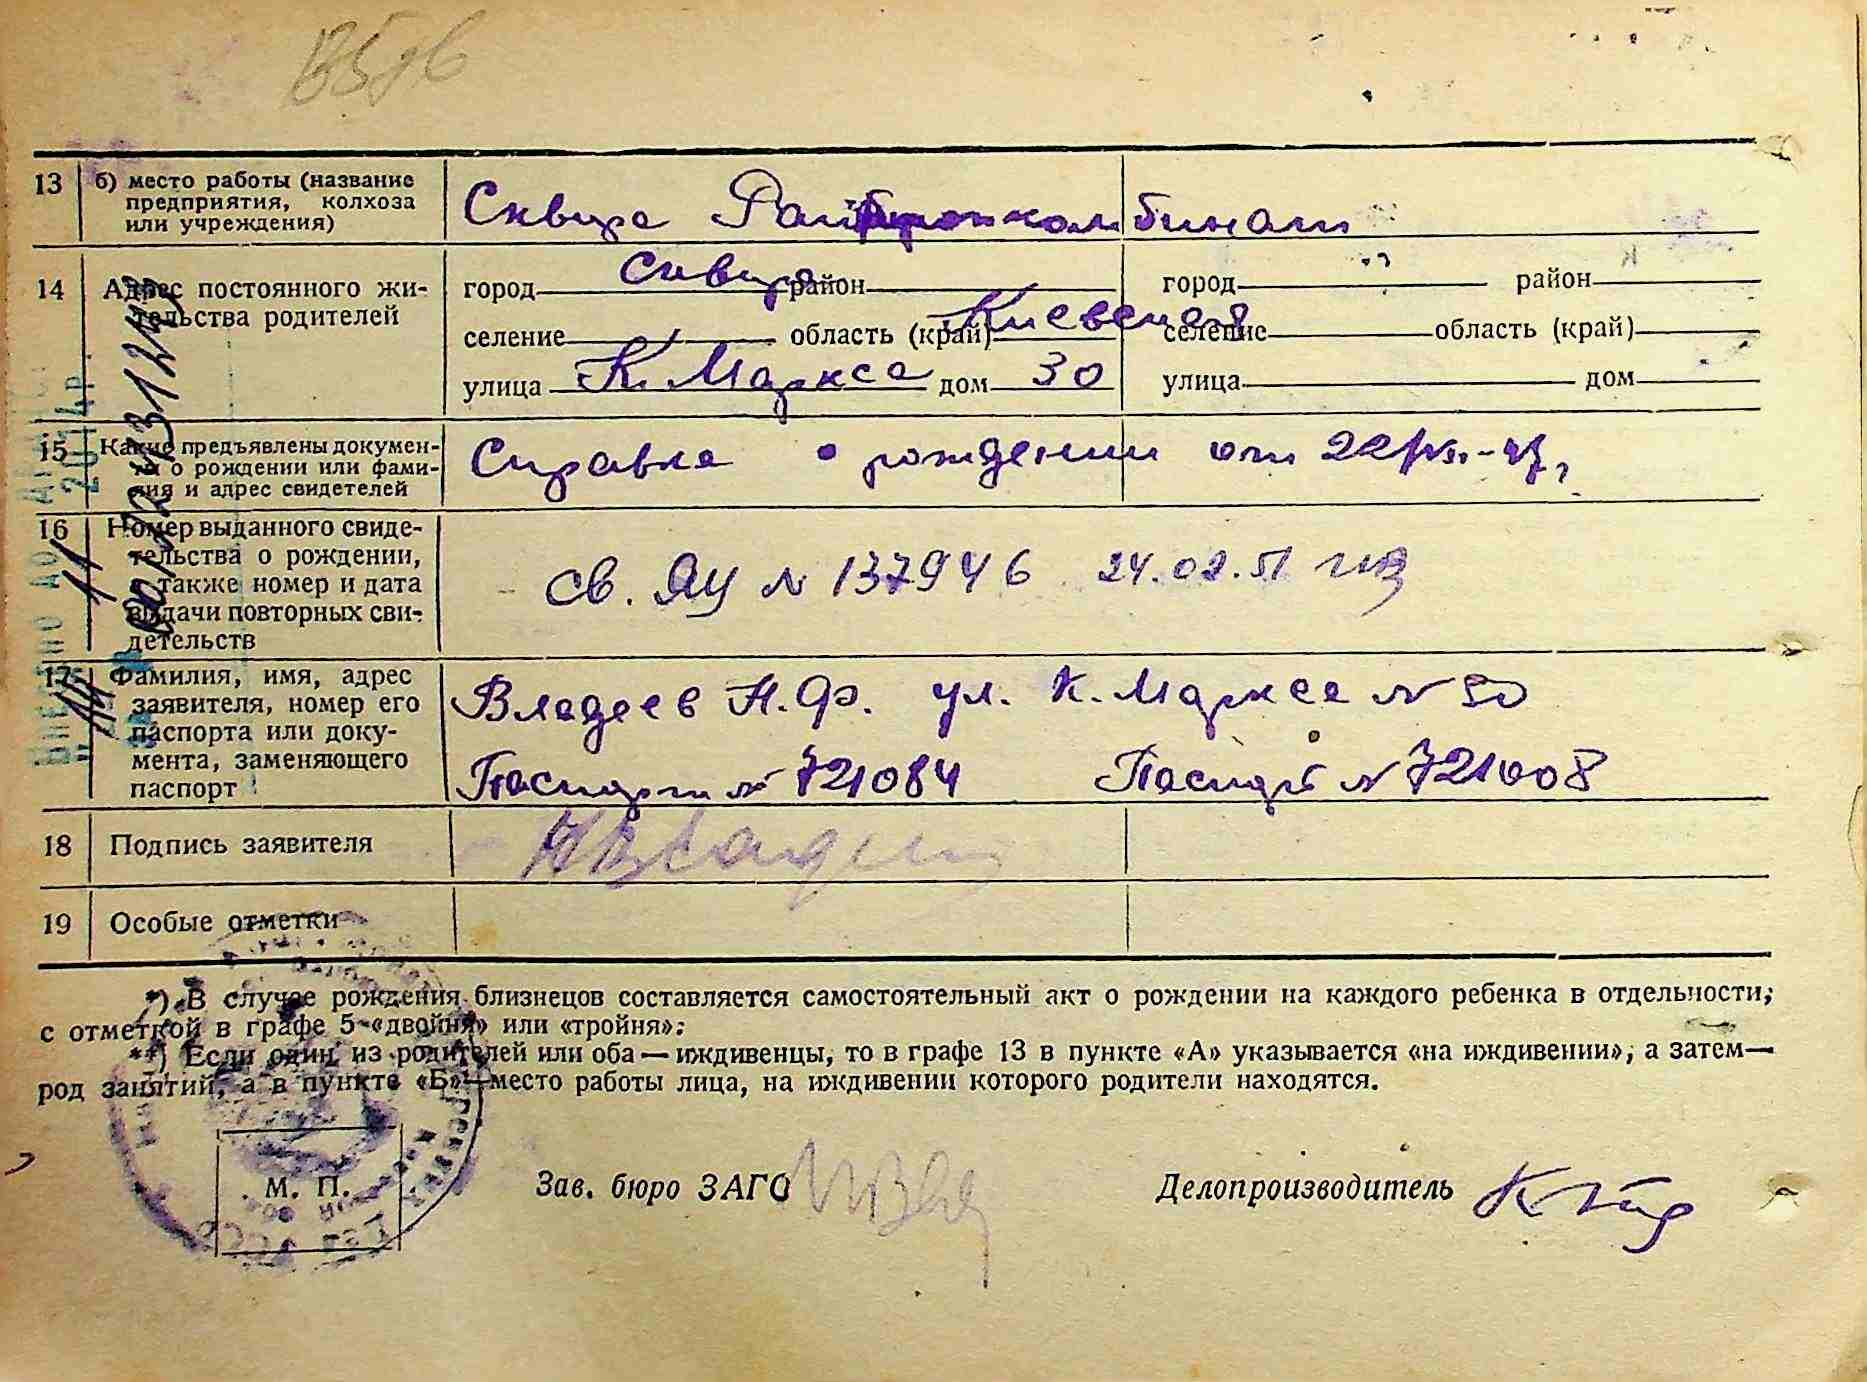 13 б) место работы (название предприятия, колхоза или учреждения) Сквира Райпромкомбинат
14 Адрес постоянного жительства родителей
город Сквира район город район
селение область (край) Киевская селение область (край)
улица К. Маркса дом 30 улица дом
15 Какие предъявлены документы о рождении или фамилия и адрес свидетелей
Справка о рождении от
16 Номер выданного свидетельства о рождении, а также номер и дата выдачи повторных свидетельств
св. ЯУ № 137946 24.02.51
17 Фамилия, имя, адрес заявителя, номер его паспорта или документа, заменяющего паспорт
Владеев Н.Ф. ул. К. Маркса № 30
Паспорт № 721084 Паспорт № 721008
18 Подпись заявителя
19 Особые отметки
*) В случае рождения близнецов составляется самостоятельный акт о рождении на каждого ребенка в отдельности,
с отметкой в графе 5 «двойня» или «тройня».
**) Если один из родителей или оба — иждивенцы, то в графе 13 в пункте «А» указывается «на иждивении», а затем—
род занятий, а в пункте «Б»—место работы лица, на иждивении которого родители находятся.
М. П.
Зав. бюро ЗАГС Делопроизводитель